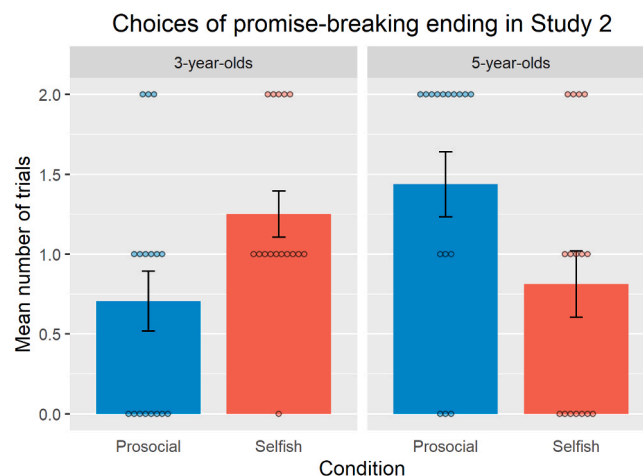 Choices of promise-breaking ending in Study 2
3-year-olds
5-year-olds
Mean number of trials
2.0
1.5
1.0
0.5
0.0
Prosocial
Selfish
Prosocial
Selfish
Condition